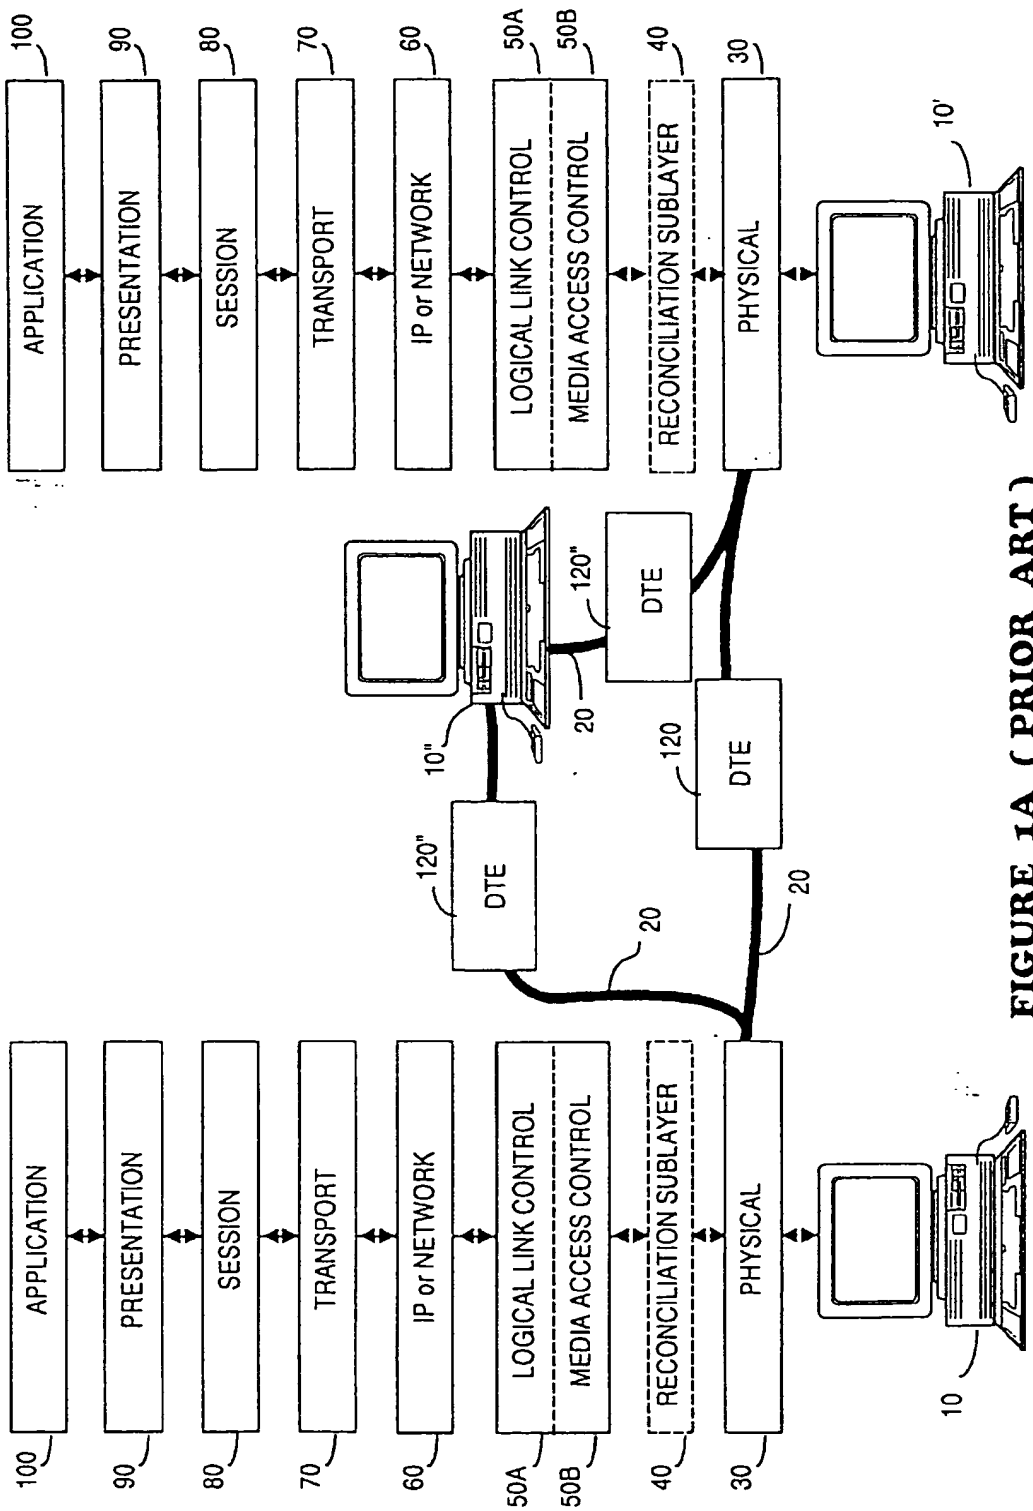 100
APPLICATION
90
PRESENTATION
80
SESSION
70
TRANSPORT
60
IP or NETWORK
50A
LOGICAL LINK CONTROL
50B
MEDIA ACCESS CONTROL
40
RECONCILIATION SUBLAYER
30
PHYSICAL
10
120"
DTE
20
10"
20
120"
DTE
120
DTE
20
APPLICATION
100
PRESENTATION
90
SESSION
80
TRANSPORT
70
IP or NETWORK
60
LOGICAL LINK CONTROL
50A
MEDIA ACCESS CONTROL
50B
RECONCILIATION SUBLAYER
40
PHYSICAL
30
10'
FIGURE 1A (PRIOR ART)